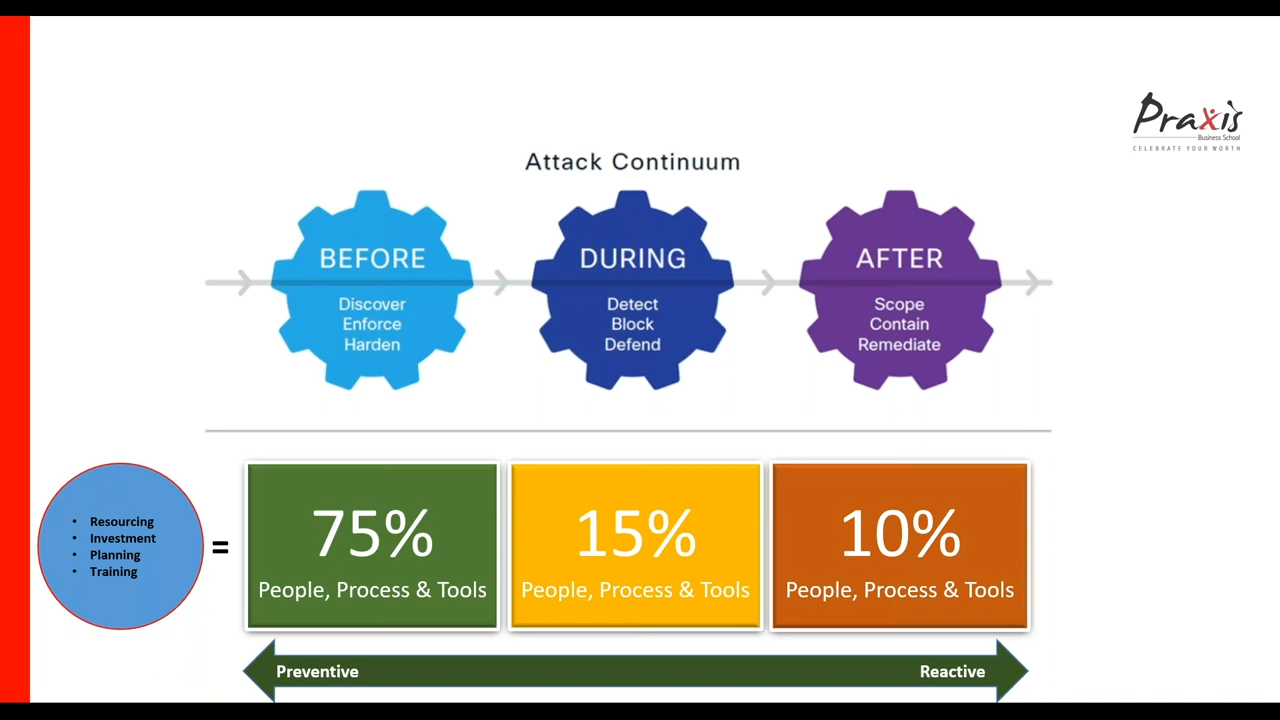 Praxis
Business School
CELEBRATE YOUR WORTH
Attack Continuum
BEFORE
Discover
Enforce
Harden
DURING
Detect
Block
Defend
AFTER
Scope
Contain
Remediate
• Resourcing
• Investment
• Planning
• Training
=
75%
People, Process & Tools
15%
People, Process & Tools
10%
People, Process & Tools
Preventive
Reactive